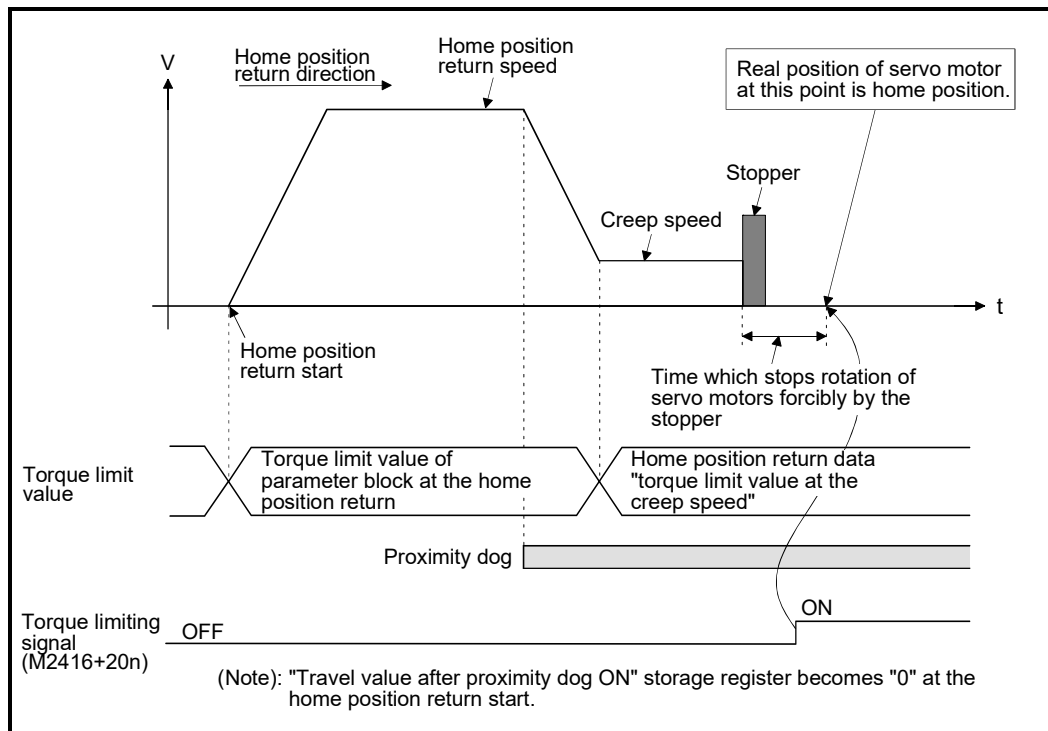 V
Home position
return direction
Home position
return speed
Real position of servo motor
at this point is home position.
Stopper
Creep speed
t
Home position
return start
Time which stops rotation of
servo motors forcibly by the
stopper
Torque limit
value
Torque limit value of
parameter block at the home
position return
Home position return data
"torque limit value at the
creep speed"
Proximity dog
Torque limiting
signal
(M2416+20n)
OFF
ON
(Note): "Travel value after proximity dog ON" storage register becomes "0" at the
home position return start.